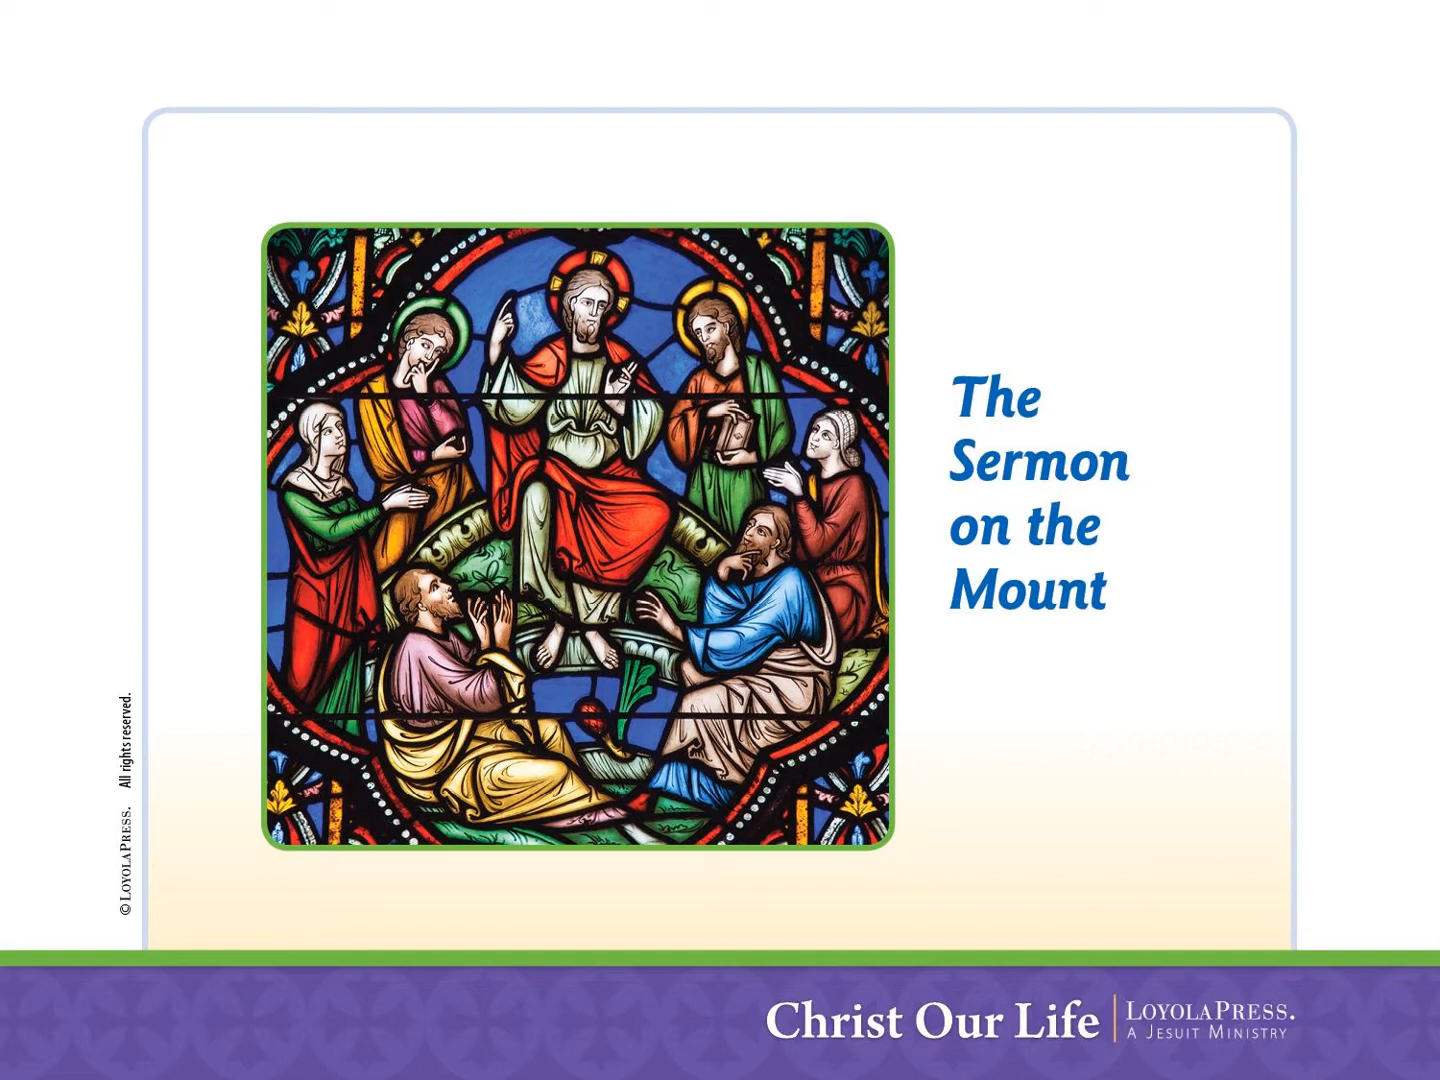 The
Sermon
on the
Mount
© LOYOLAPRESS. All rights reserved.
Christ Our Life
LOYOLAPRESS.
A JESUIT MINISTRY